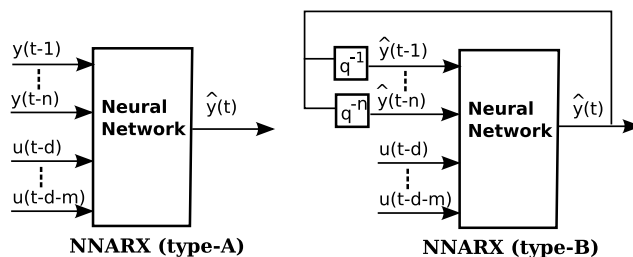 y(t-1)
y(t-n)
u(t-d)
u(t-d-m)
Neural
Network
ŷ(t)
NNARX (type-A)
q⁻¹
q⁻ⁿ
ŷ(t-1)
ŷ(t-n)
u(t-d)
u(t-d-m)
Neural
Network
ŷ(t)
NNARX (type-B)